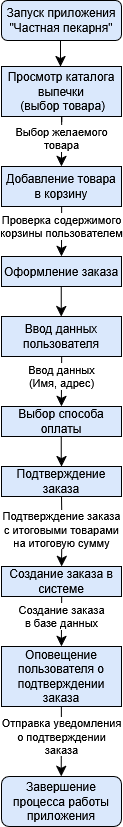 Запуск приложения
"Частная пекарня"
Просмотр каталога
выпечки
(выбор товара)
Выбор желаемого
товара
Добавление товара
в корзину
Проверка содержимого
корзины пользователем
Оформление заказа
Ввод данных
пользователя
Ввод данных
(Имя, адрес)
Выбор способа
оплаты
Подтверждение
заказа
Подтверждение заказа
с итоговыми товарами
на итоговую сумму
Создание заказа в
системе
Создание заказа
в базе данных
Оповещение
пользователя о
подтверждении
заказа
Отправка уведомления
о подтверждении
заказа
Завершение
процесса работы
приложения